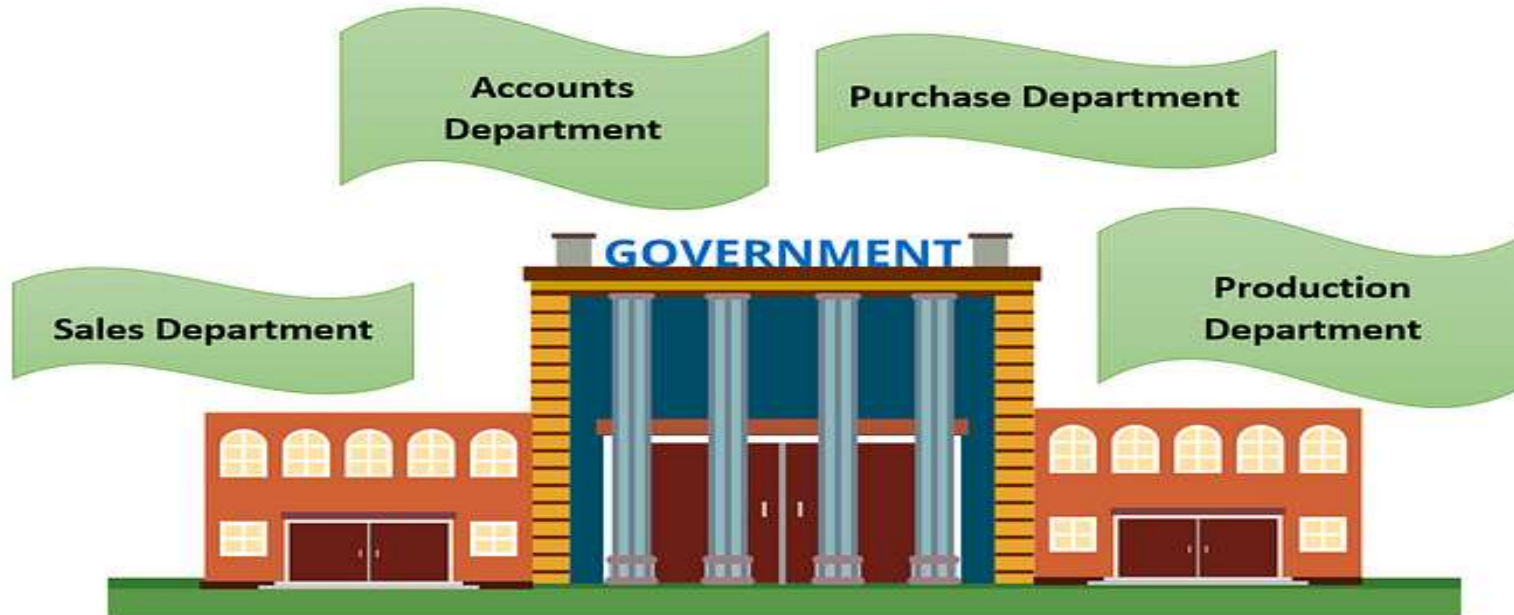 Accounts
Department
Purchase Department
GOVERNMENT
Sales Department
Production
Department